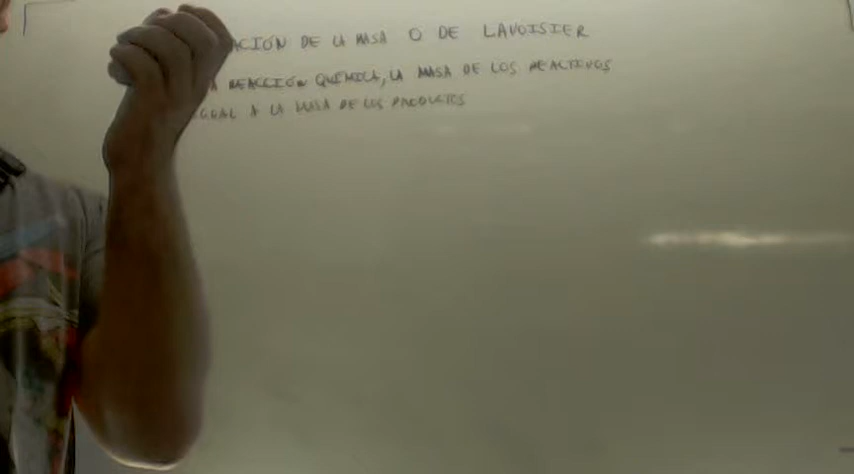 ACIÓN DE LA MASA O DE LAVOISIER
A REACCIÓN QUÍMICA, LA MASA DE LOS REACTIVOS
GUAL A LA MASA DE LOS PRODUCTOS